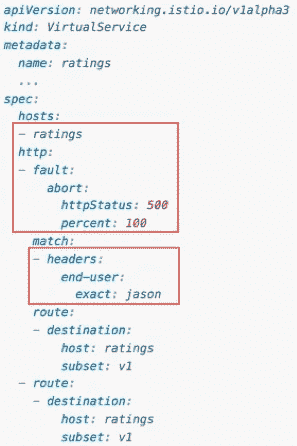 apiVersion: networking.istio.io/v1alpha3
kind: VirtualService
metadata:
  name: ratings
  ...
spec:
  hosts:
  - ratings
  http:
  - fault:
      abort:
        httpStatus: 500
        percent: 100
    match:
    - headers:
        end-user:
          exact: jason
    route:
    - destination:
        host: ratings
        subset: v1
  - route:
    - destination:
        host: ratings
        subset: v1